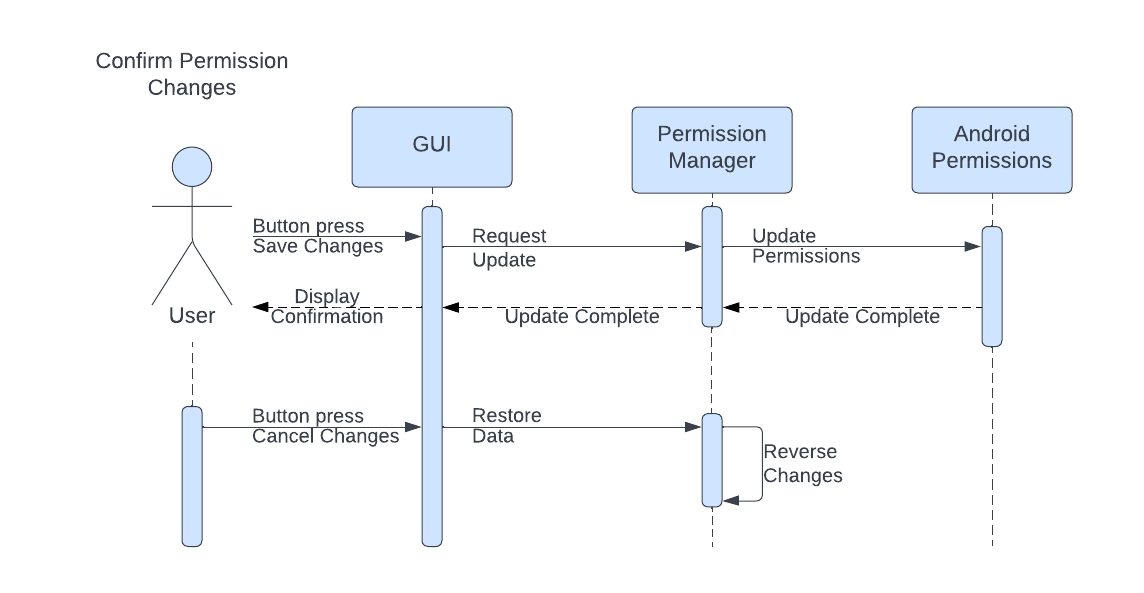 Confirm Permission
Changes
GUI
Permission
Manager
Android
Permissions
User
Button press
Save Changes
Request
Update
Update
Permissions
Display
Confirmation
Update Complete
Update Complete
Button press
Cancel Changes
Restore
Data
Reverse
Changes